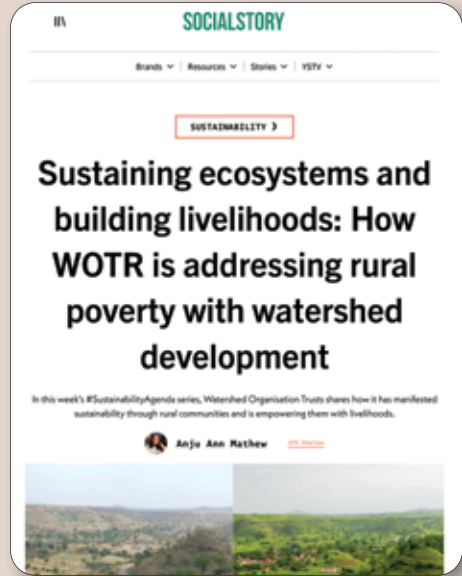 SOCIALSTORY
Brands Resources Stories YSTV
SUSTAINABILITY
Sustaining ecosystems and
building livelihoods: How
WOTR is addressing rural
poverty with watershed
development
In this week's #SustainabilityAgenda series, Watershed Organisation Trusts shares how it has manifested
sustainability through rural communities and is empowering them with livelihoods.
Anju Ann Mathew Stories